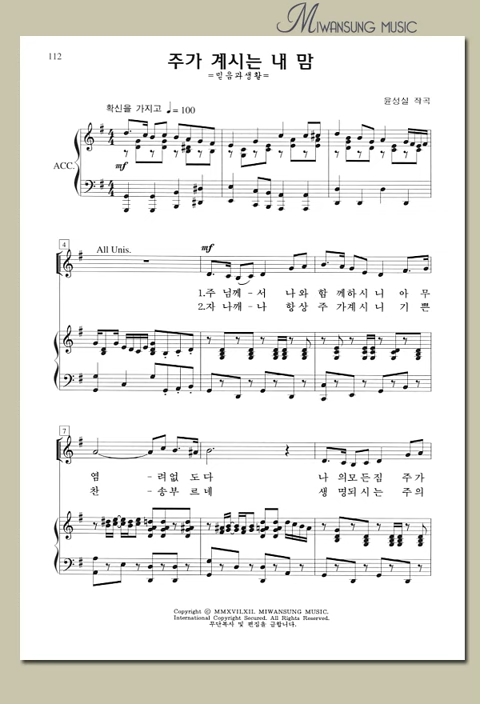 MIWANSUNG MUSIC
112
주가 계시는 내 맘
=믿음과생활=
확신을 가지고 ♩=100
윤성실 작곡
ACC.
mf
4
All Unis.
mf
1.주 님께 - 서 나와 함 께하시니 아 무
2.자 나깨 - 나 항상 주 가계시니 기 쁜
7
염 - 려없 도다 나 의모든짐 주가
찬 - 송부 르네 생 명되시는 주의
Copyright © MMXVILXII. MIWANSUNG MUSIC.
International Copyright Secured. All Rights Reserved.
무단복사 및 편집을 금합니다.